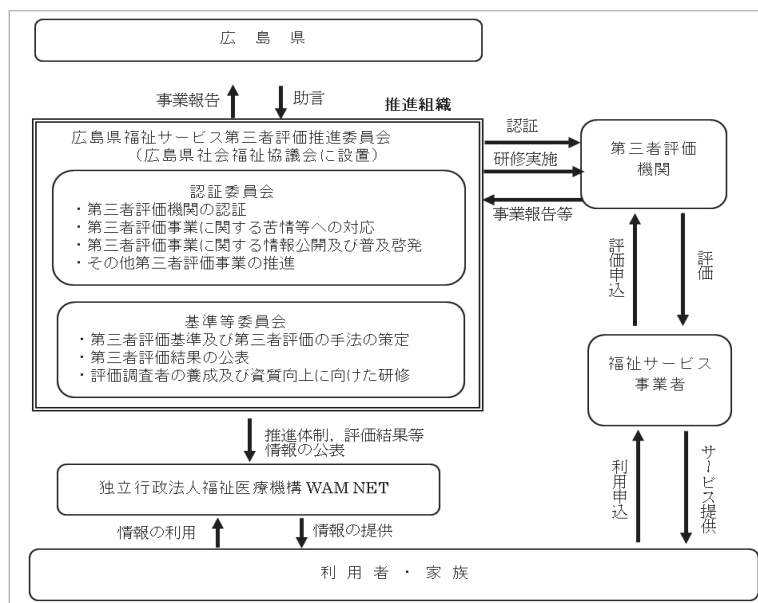 広島県
事業報告
助言
推進組織
広島県福祉サービス第三者評価推進委員会
（広島県社会福祉協議会に設置）
認証委員会
・第三者評価機関の認証
・第三者評価事業に関する苦情等への対応
・第三者評価事業に関する情報公開及び普及啓発
・その他第三者評価事業の推進
基準等委員会
・第三者評価基準及び第三者評価の手法の策定
・第三者評価結果の公表
・評価調査者の養成及び資質向上に向けた研修
認証
研修実施
事業報告等
第三者評価
機関
評価申込
評価
福祉サービス
事業者
利用申込
サービス提供
推進体制，評価結果等
情報の公表
独立行政法人福祉医療機構 WAM NET
情報の利用
情報の提供
利用者・家族